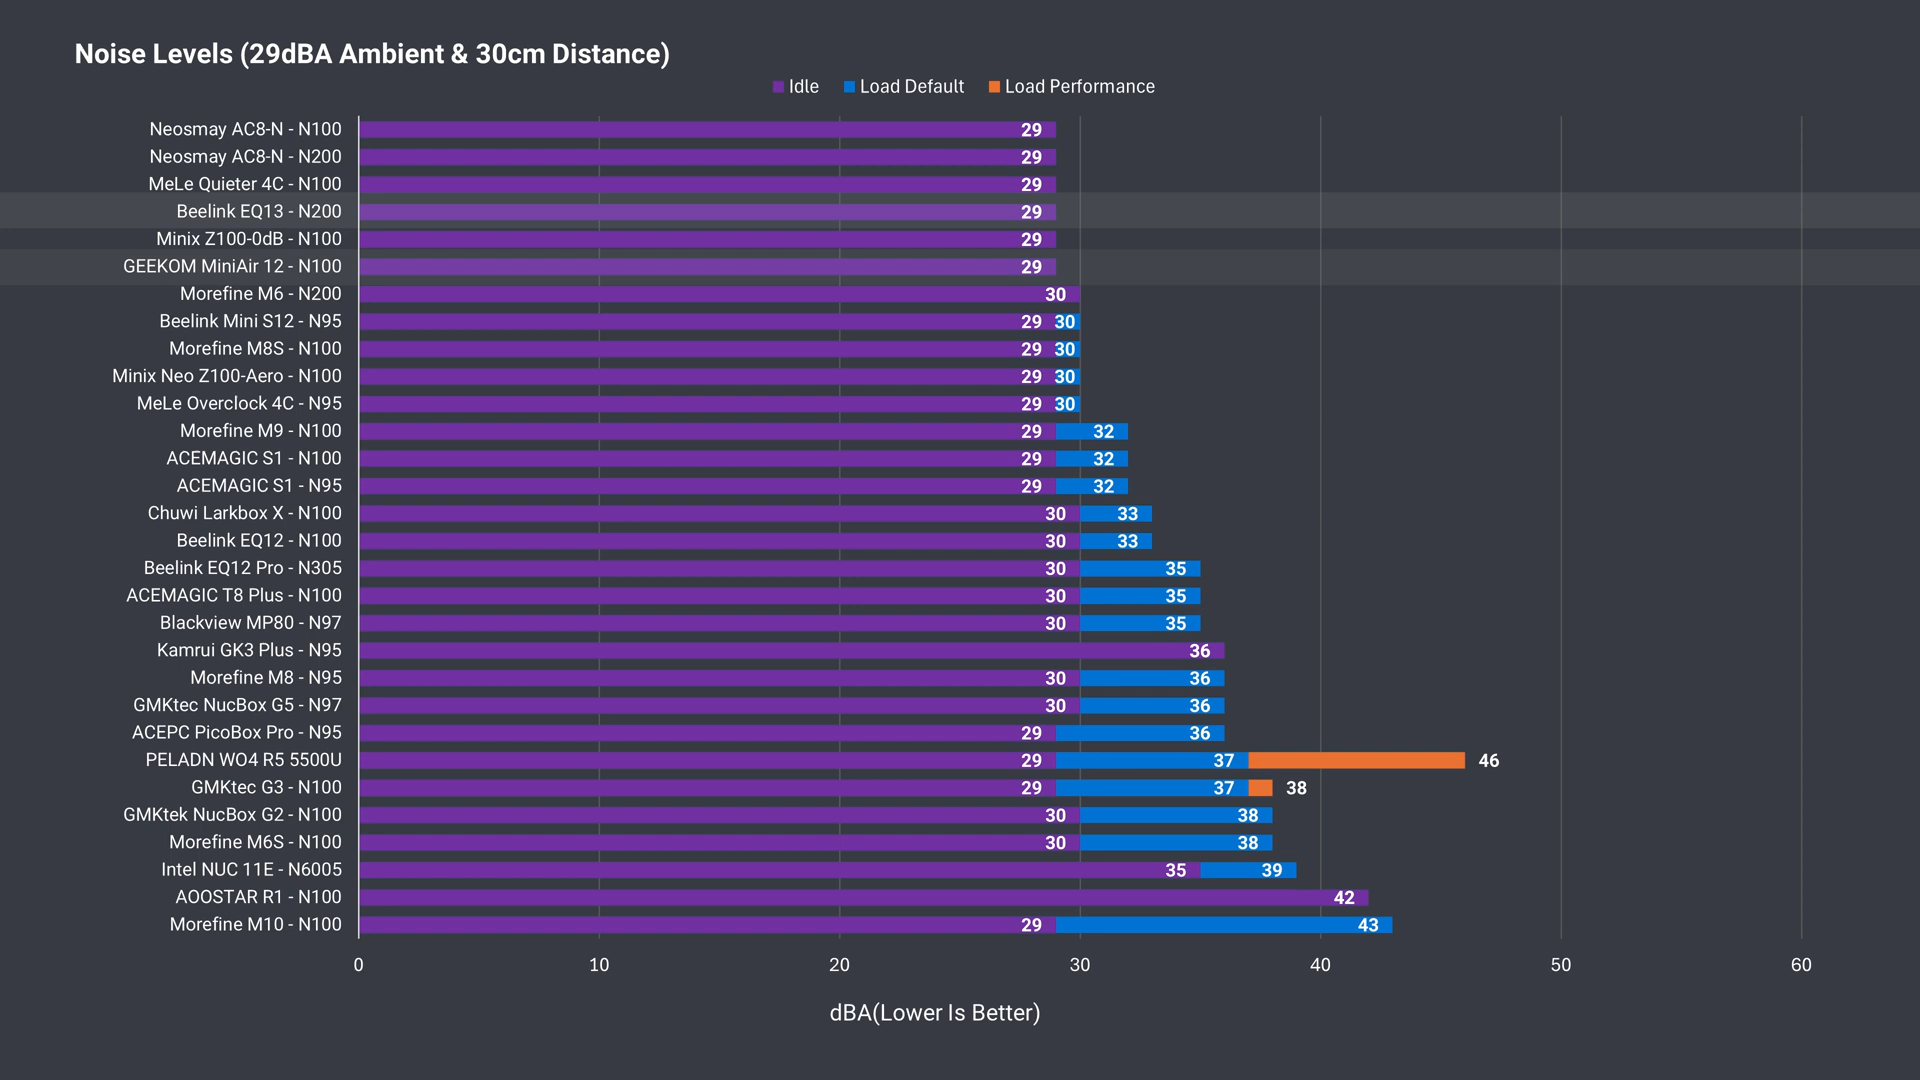 Noise Levels (29dBA Ambient & 30cm Distance)
Idle Load Default Load Performance
Neosmay AC8-N - N100 29
Neosmay AC8-N - N200 29
MeLe Quieter 4C - N100 29
Beelink EQ13 - N200 29
Minix Z100-0dB - N100 29
GEEKOM MiniAir 12 - N100 29
Morefine M6 - N200 30
Beelink Mini S12 - N95 29 30
Morefine M8S - N100 29 30
Minix Neo Z100-Aero - N100 29 30
MeLe Overclock 4C - N95 29 30
Morefine M9 - N100 29 32
ACEMAGIC S1 - N100 29 32
ACEMAGIC S1 - N95 29 32
Chuwi Larkbox X - N100 30 33
Beelink EQ12 - N100 30 33
Beelink EQ12 Pro - N305 30 35
ACEMAGIC T8 Plus - N100 30 35
Blackview MP80 - N97 30 35
Kamrui GK3 Plus - N95 36
Morefine M8 - N95 30 36
GMKtec NucBox G5 - N97 30 36
ACEPC PicoBox Pro - N95 29 36
PELADN WO4 R5 5500U 29 37 46
GMKtec G3 - N100 29 37 38
GMKtek NucBox G2 - N100 30 38
Morefine M6S - N100 30 38
Intel NUC 11E - N6005 35 39
AOOSTAR R1 - N100 42
Morefine M10 - N100 29 43
0 10 20 30 40 50 60
dBA(Lower Is Better)